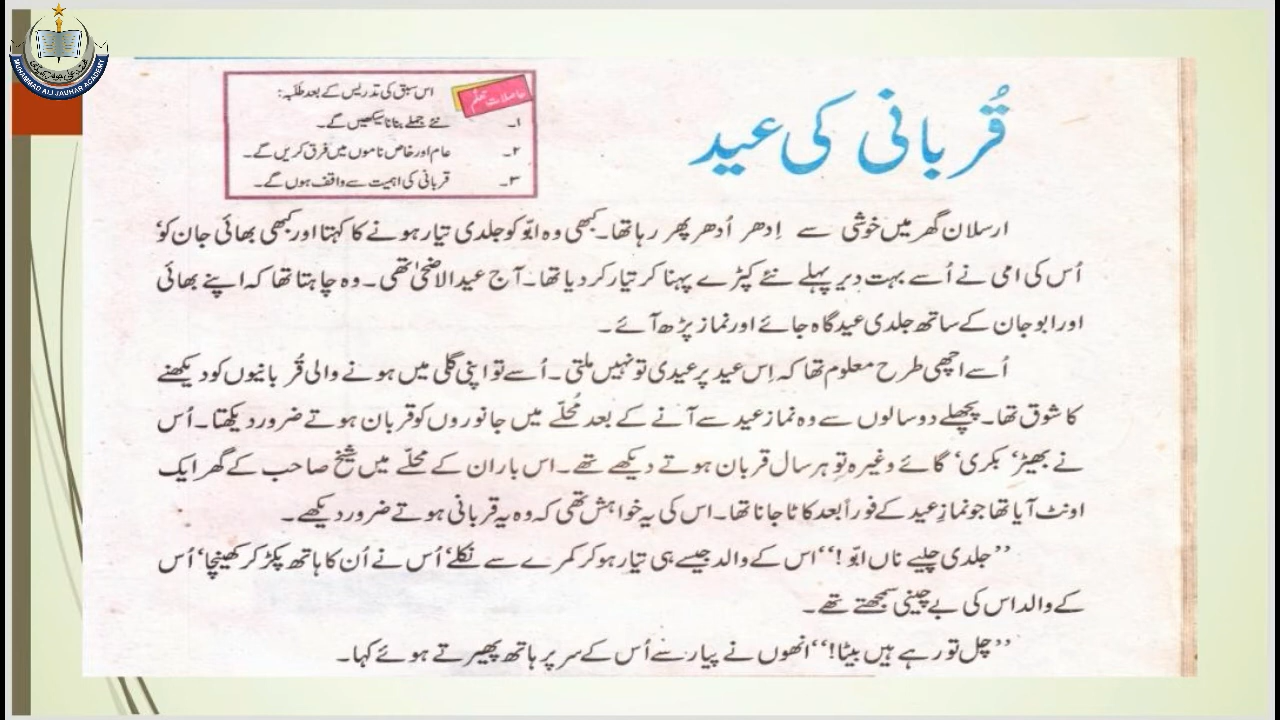 MUHAMMAD ALI JAUHAR ACADEMY
قُربانی کی عید
حاصلاتِ تعلّم
اس سبق کی تدریس کے بعد طلبہ:
۱۔ نئے جملے بنانا سیکھیں گے۔
۲۔ عام اور خاص ناموں میں فرق کریں گے۔
۳۔ قربانی کی اہمیت سے واقف ہوں گے۔
ارسلان گھر میں خوشی سے اِدھر اُدھر پھر رہا تھا۔ کبھی وہ ابّو کو جلدی تیار ہونے کا کہتا اور کبھی بھائی جان کو‘
اُس کی امی نے اُسے بہت دیر پہلے نئے کپڑے پہنا کر تیار کر دیا تھا۔ آج عیدالاضحیٰ تھی۔ وہ چاہتا تھا کہ اپنے بھائی
اور ابو جان کے ساتھ جلدی عید گاہ جائے اور نماز پڑھ آئے۔
اُسے اچھی طرح معلوم تھا کہ اِس عید پر عیدی تو نہیں ملتی۔ اُسے تو اپنی گلی میں ہونے والی قُربانیوں کو دیکھنے
کا شوق تھا۔ پچھلے دو سالوں سے وہ نماز عید سے آنے کے بعد مُحلّے میں جانوروں کو قربان ہوتے ضرور دیکھتا۔ اُس
نے بھیڑ‘ بکری‘ گائے وغیرہ تو ہر سال قربان ہوتے دیکھے تھے۔ اس بار ان کے محلّے میں شیخ صاحب کے گھر ایک
اونٹ آیا تھا جو نمازِ عید کے فوراً بعد کاٹا جانا تھا۔ اس کی یہ خواہش تھی کہ وہ یہ قربانی ہوتے ضرور دیکھے۔
’’جلدی چلیے ناں ابّو!‘‘ اس کے والد جیسے ہی تیار ہو کر کمرے سے نکلے‘ اُس نے اُن کا ہاتھ پکڑ کر کھینچا‘ اُس
کے والد اس کی بے چینی سمجھتے تھے۔
’’چل تو رہے ہیں بیٹا!‘‘ انھوں نے پیار سے اُس کے سر پر ہاتھ پھیرتے ہوئے کہا۔